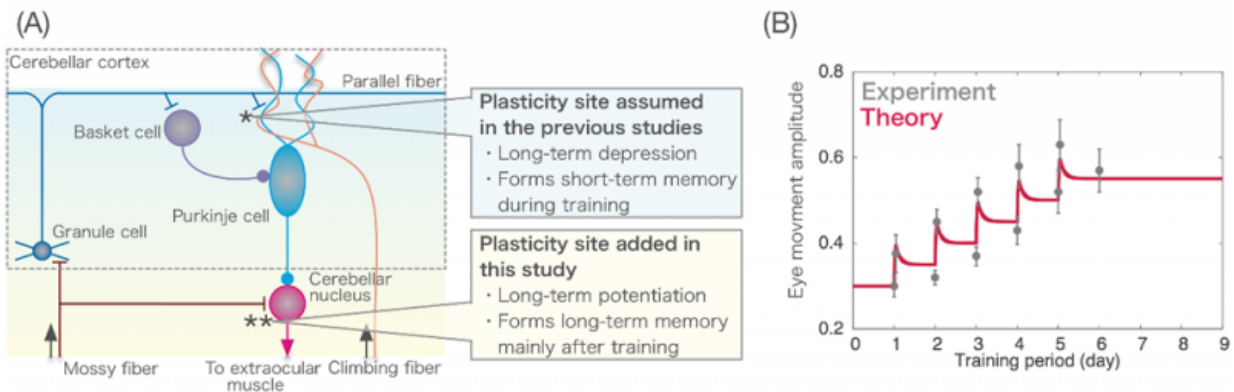 (A)
Cerebellar cortex
Parallel fiber
Basket cell
*
Purkinje cell
Granule cell
Cerebellar
nucleus
**
Mossy fiber
To extraocular
muscle
Climbing fiber
Plasticity site assumed
in the previous studies
· Long-term depression
· Forms short-term memory
during training
Plasticity site added in
this study
· Long-term potentiation
· Forms long-term memory
mainly after training
(B)
Experiment
Theory
Eye movment amplitude
0.8
0.6
0.4
0.2
0 1 2 3 4 5 6 7 8 9
Training period (day)